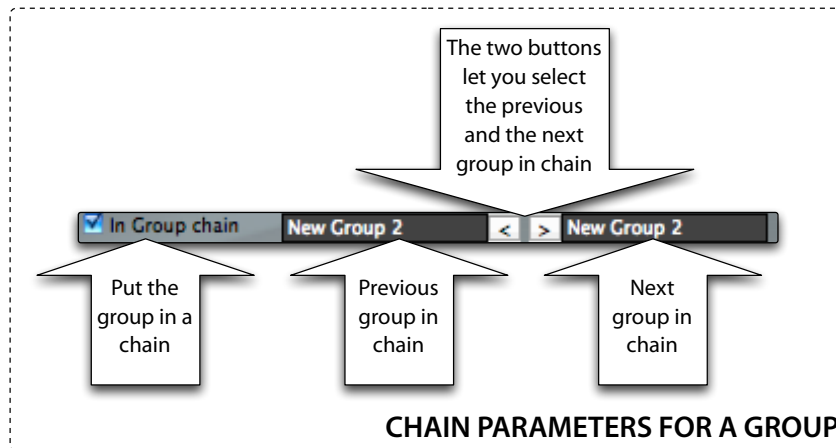 The two buttons
let you select
the previous
and the next
group in chain
In Group chain New Group 2 < > New Group 2
Put the
group in a
chain
Previous
group in
chain
Next
group in
chain
CHAIN PARAMETERS FOR A GROUP